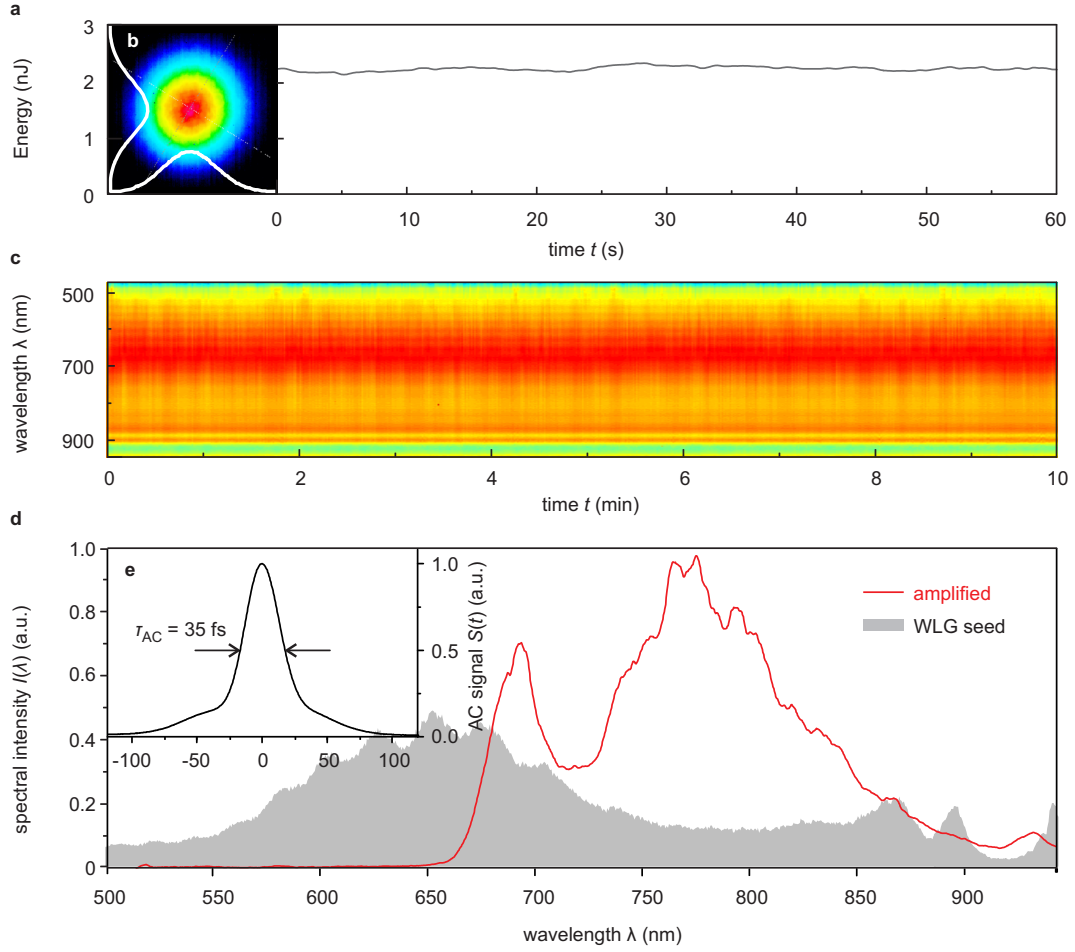 a
3
2
1
0
Energy (nJ)
b
0 10 20 30 40 50 60
time t (s)
c
500
700
900
wavelength λ (nm)
0 2 4 6 8 10
time t (min)
d
1.0
0.8
0.6
0.4
0.2
0
spectral intensity I(λ) (a.u.)
e
τAC = 35 fs
1.0
0.5
0.0
AC signal S(t) (a.u.)
-100 -50 0 50 100
amplified
WLG seed
500 550 600 650 700 750 800 850 900
wavelength λ (nm)